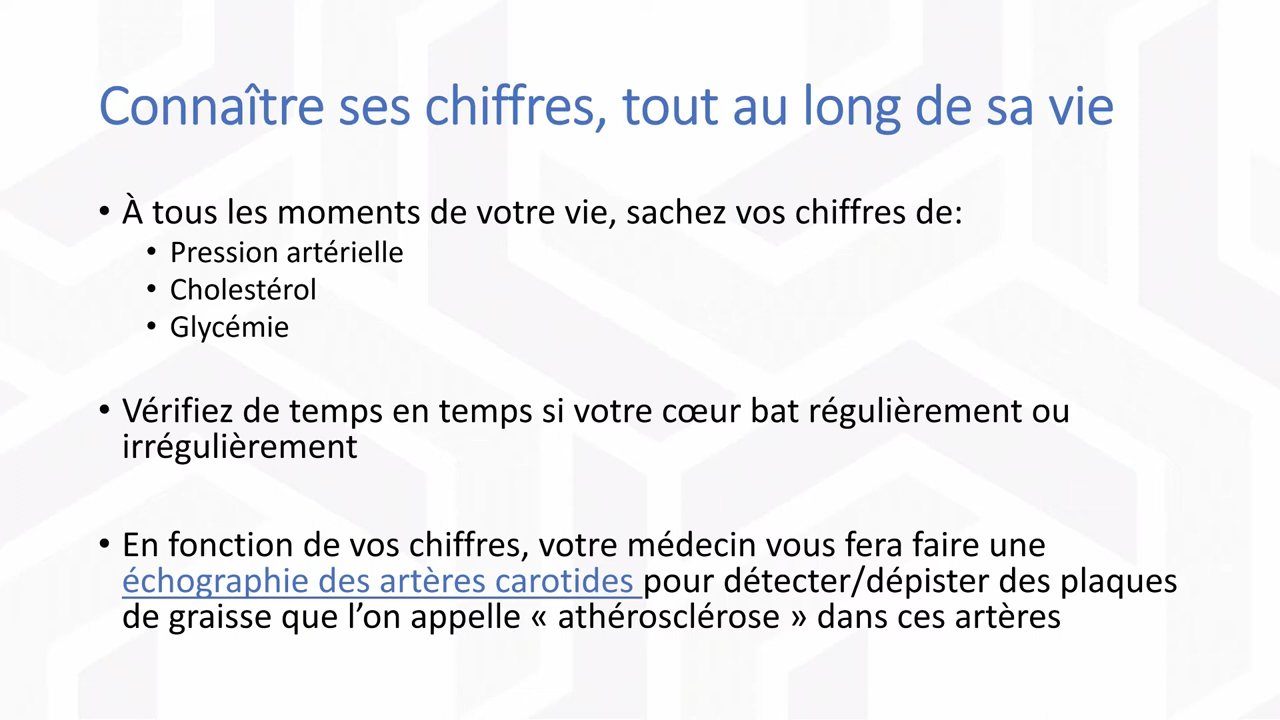 Connaître ses chiffres, tout au long de sa vie
• À tous les moments de votre vie, sachez vos chiffres de:
• Pression artérielle
• Cholestérol
• Glycémie
• Vérifiez de temps en temps si votre cœur bat régulièrement ou
irrégulièrement
• En fonction de vos chiffres, votre médecin vous fera faire une
échographie des artères carotides pour détecter/dépister des plaques
de graisse que l’on appelle « athérosclérose » dans ces artères